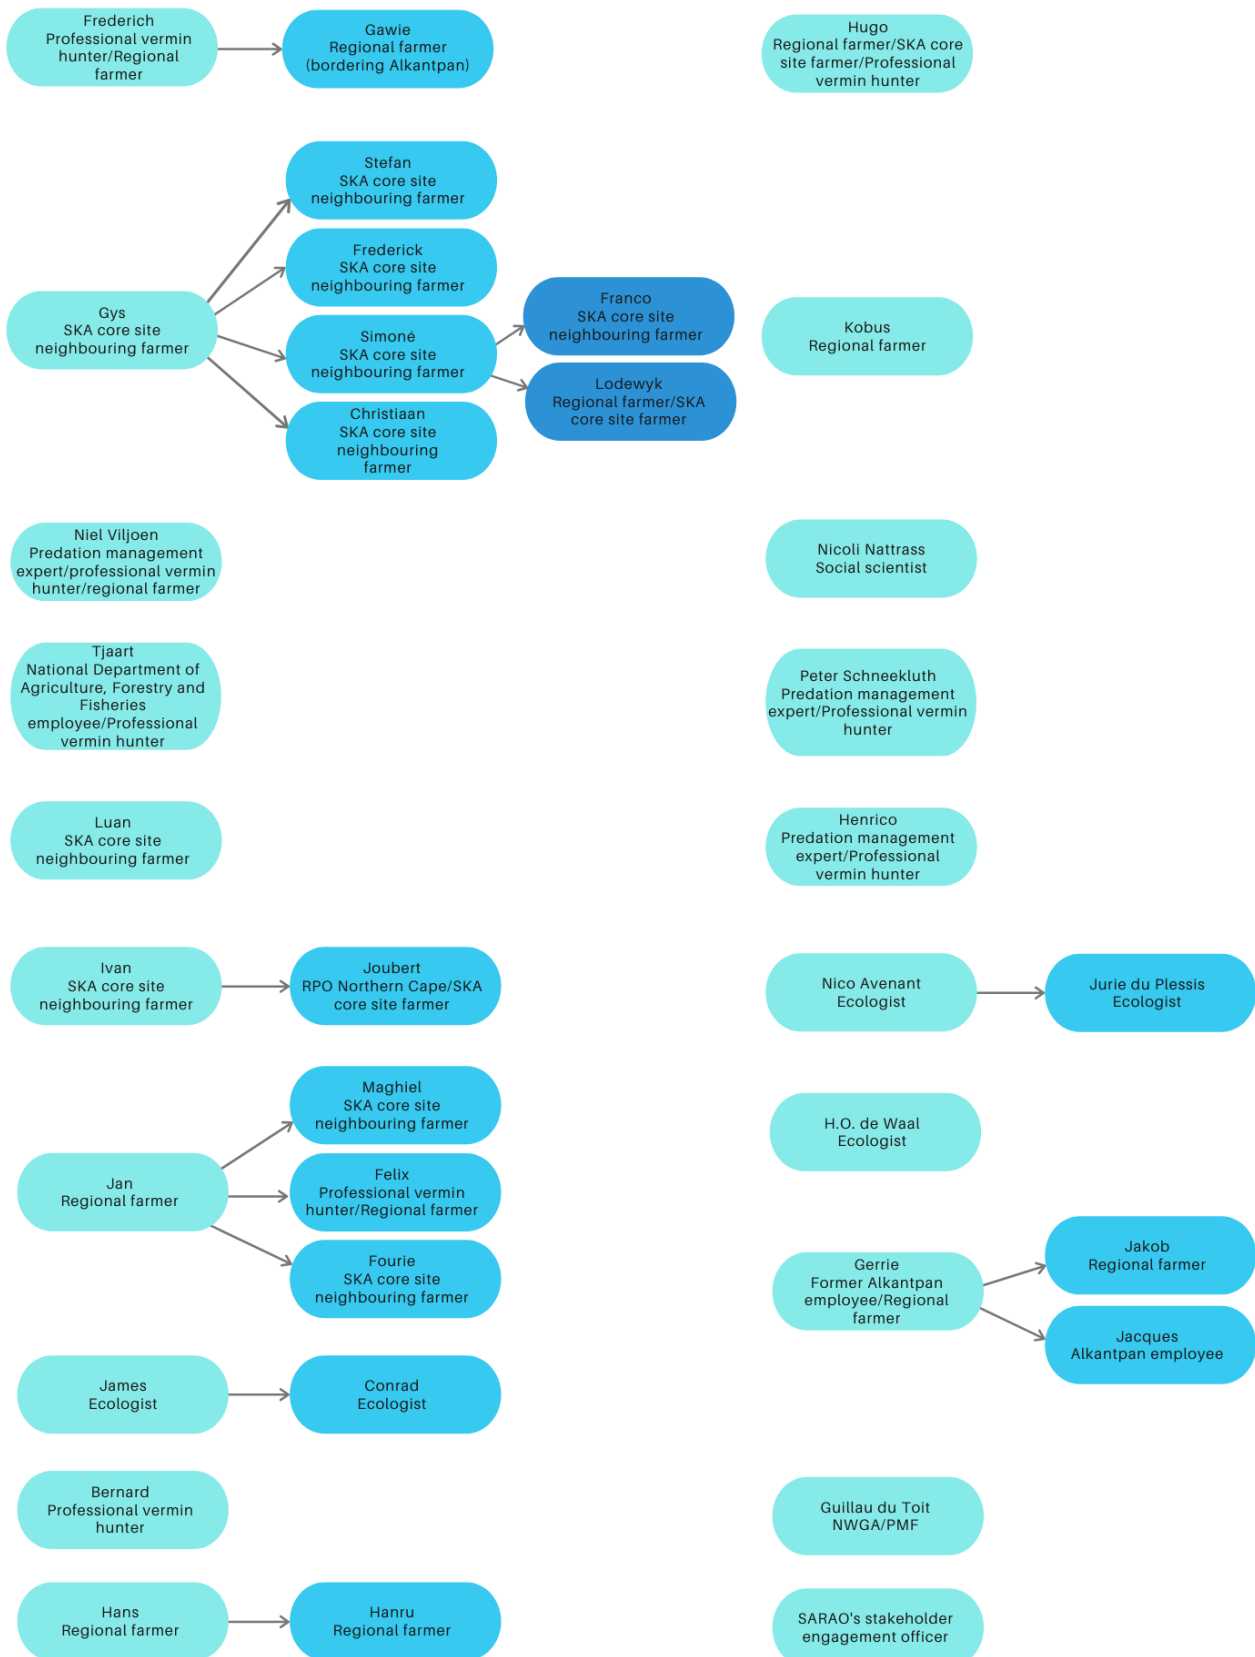 Frederich
Professional vermin
hunter/Regional
farmer
Gawie
Regional farmer
(bordering Alkantpan)
Hugo
Regional farmer/SKA core
site farmer/Professional
vermin hunter
Stefan
SKA core site
neighbouring farmer
Frederick
SKA core site
neighbouring farmer
Gys
SKA core site
neighbouring farmer
Simoné
SKA core site
neighbouring farmer
Christiaan
SKA core site
neighbouring
farmer
Franco
SKA core site
neighbouring farmer
Lodewyk
Regional farmer/SKA
core site farmer
Kobus
Regional farmer
Niel Viljoen
Predation management
expert/professional vermin
hunter/regional farmer
Nicoli Nattrass
Social scientist
Tjaart
National Department of
Agriculture, Forestry and
Fisheries
employee/Professional
vermin hunter
Peter Schneekluth
Predation management
expert/Professional vermin
hunter
Luan
SKA core site
neighbouring farmer
Henrico
Predation management
expert/Professional
vermin hunter
Ivan
SKA core site
neighbouring farmer
Joubert
RPO Northern Cape/SKA
core site farmer
Nico Avenant
Ecologist
Jurie du Plessis
Ecologist
Maghiel
SKA core site
neighbouring farmer
Jan
Regional farmer
Felix
Professional vermin
hunter/Regional farmer
Fourie
SKA core site
neighbouring farmer
H.O. de Waal
Ecologist
Gerrie
Former Alkantpan
employee/Regional
farmer
Jakob
Regional farmer
Jacques
Alkantpan employee
James
Ecologist
Conrad
Ecologist
Bernard
Professional vermin
hunter
Guillau du Toit
NWGA/PMF
Hans
Regional farmer
Hanru
Regional farmer
SARAO's stakeholder
engagement officer